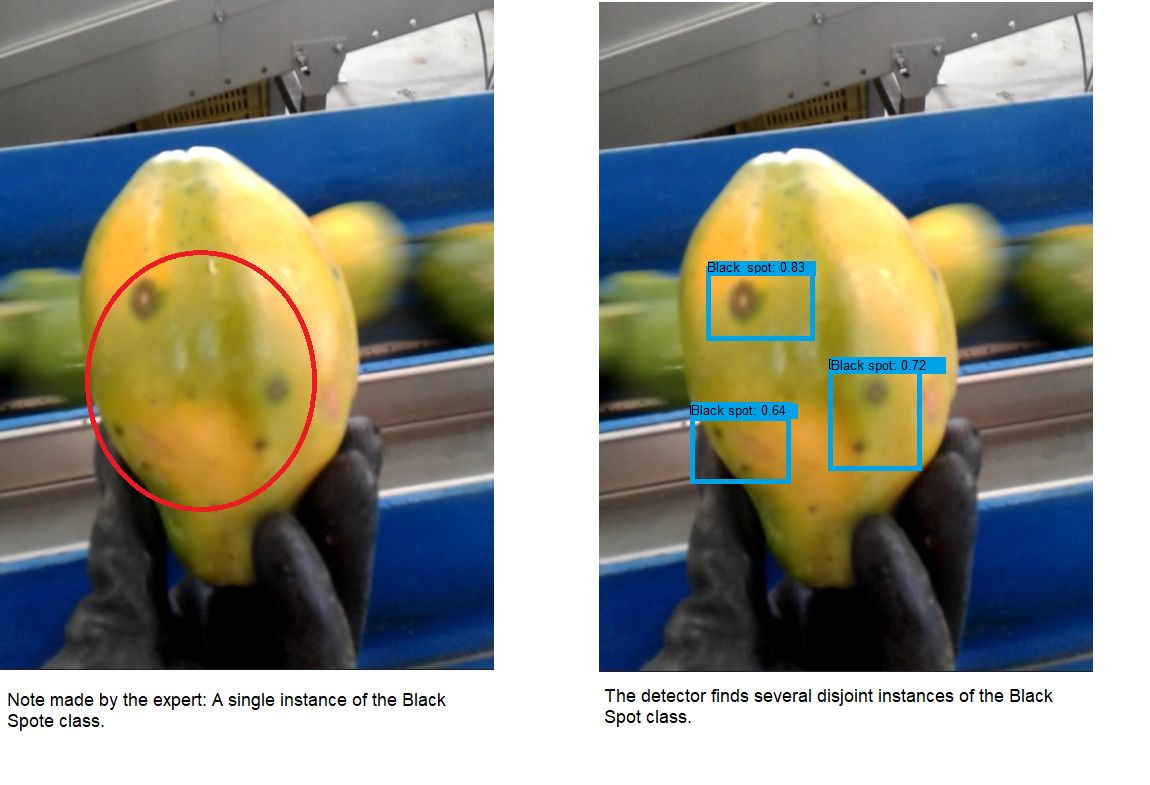 Black spot: 0.83
Black spot: 0.72
Black spot: 0.64
Note made by the expert: A single instance of the Black
Spote class.
The detector finds several disjoint instances of the Black
Spot class.